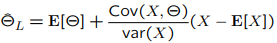 Θ̂_L = E[Θ] + Cov(X, Θ)/var(X) (X − E[X])